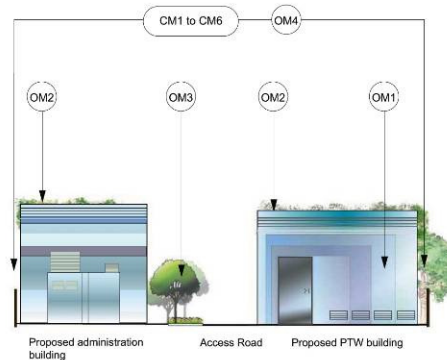 CM1 to CM6
OM4
OM2
OM3
OM2
OM1
Proposed administration
building
Access Road
Proposed PTW building